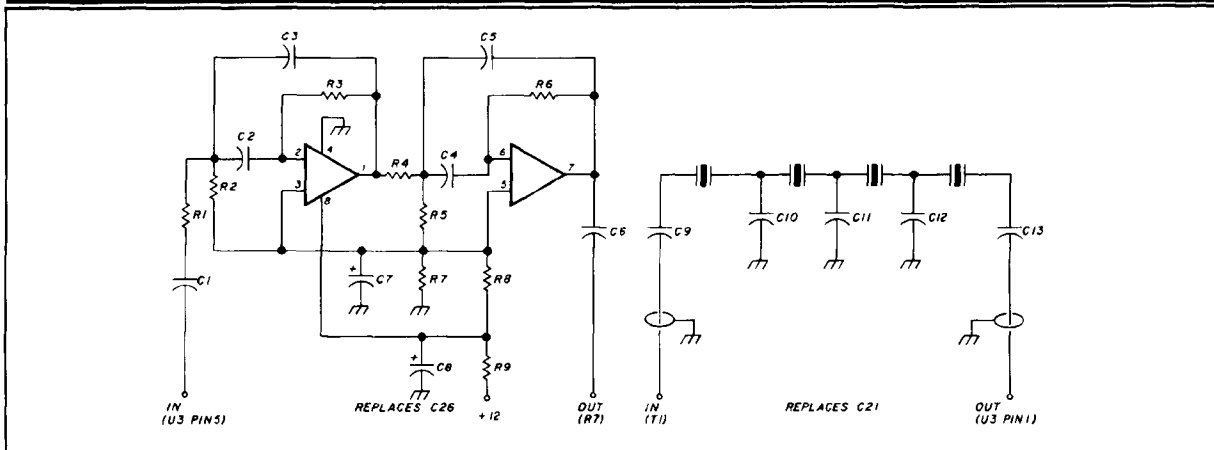 C3
C5
R3
R6
C2
2
4
1
R4
C4
6
7
3
8
5
R2
R1
R5
C6
C10
C11
C12
C9
C13
C1
+
C7
R7
R8
+
C8
R9
IN
(U3 PIN5)
REPLACES C26
+12
OUT
(R7)
IN
(T1)
REPLACES C21
OUT
(U3 PIN1)